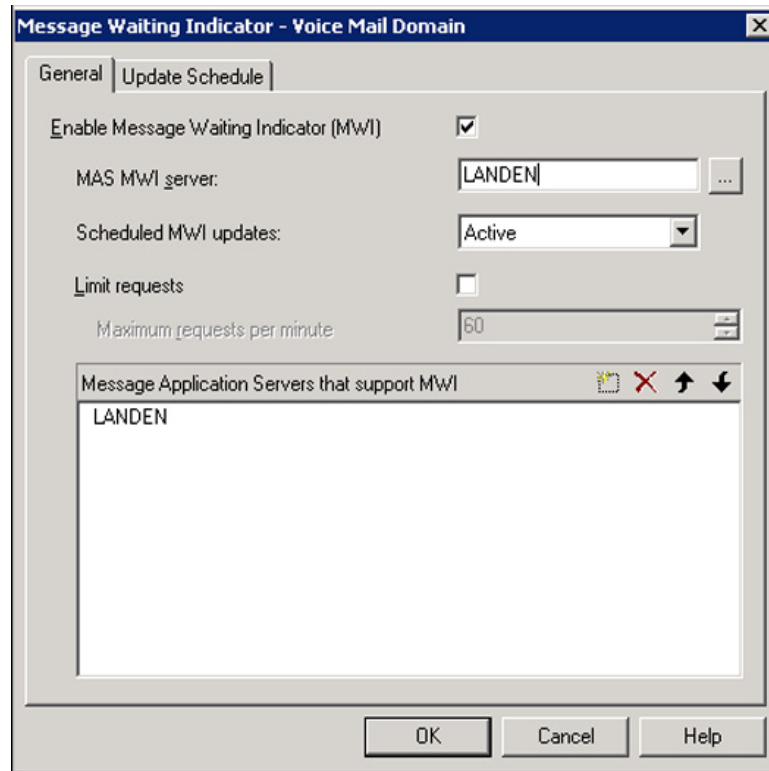 Message Waiting Indicator - Voice Mail Domain
General Update Schedule
Enable Message Waiting Indicator (MWI)
MAS MWI server: LANDEN ...
Scheduled MWI updates: Active
Limit requests
Maximum requests per minute 60
Message Application Servers that support MWI
LANDEN
OK Cancel Help